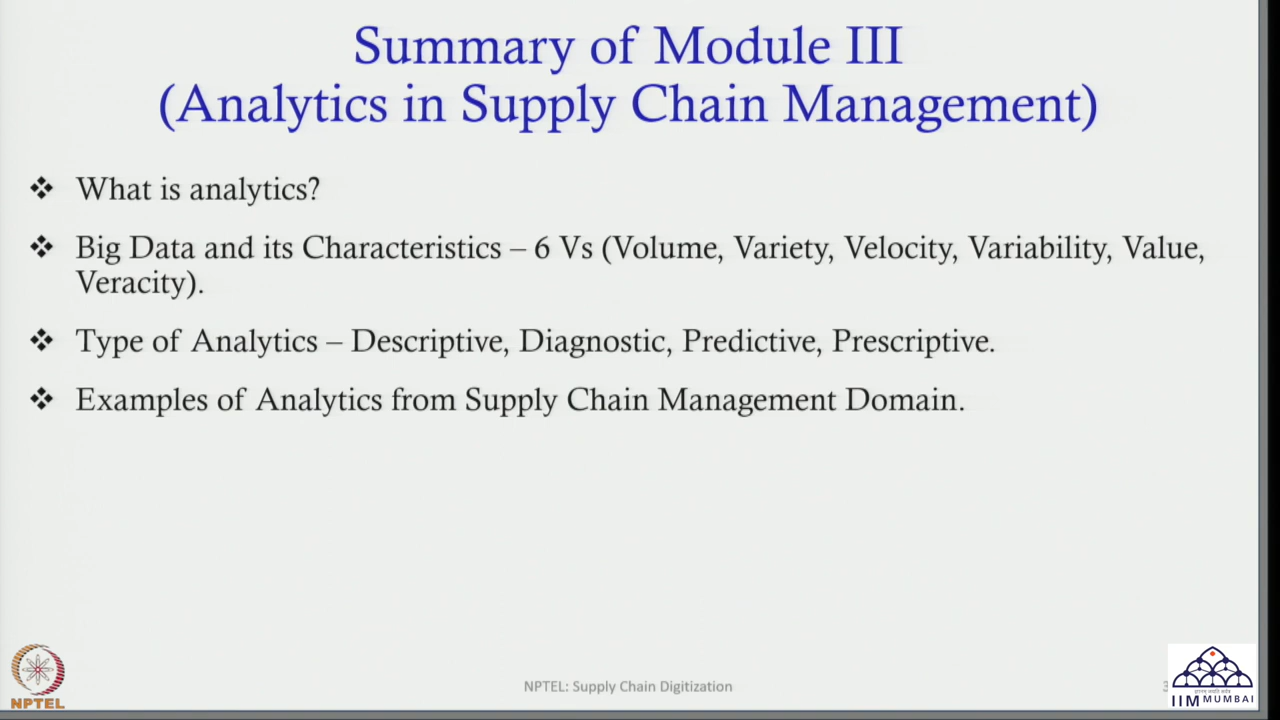 Summary of Module III
(Analytics in Supply Chain Management)
❖ What is analytics?
❖ Big Data and its Characteristics – 6 Vs (Volume, Variety, Velocity, Variability, Value,
Veracity).
❖ Type of Analytics – Descriptive, Diagnostic, Predictive, Prescriptive.
❖ Examples of Analytics from Supply Chain Management Domain.
NPTEL
NPTEL: Supply Chain Digitization
IIM MUMBAI